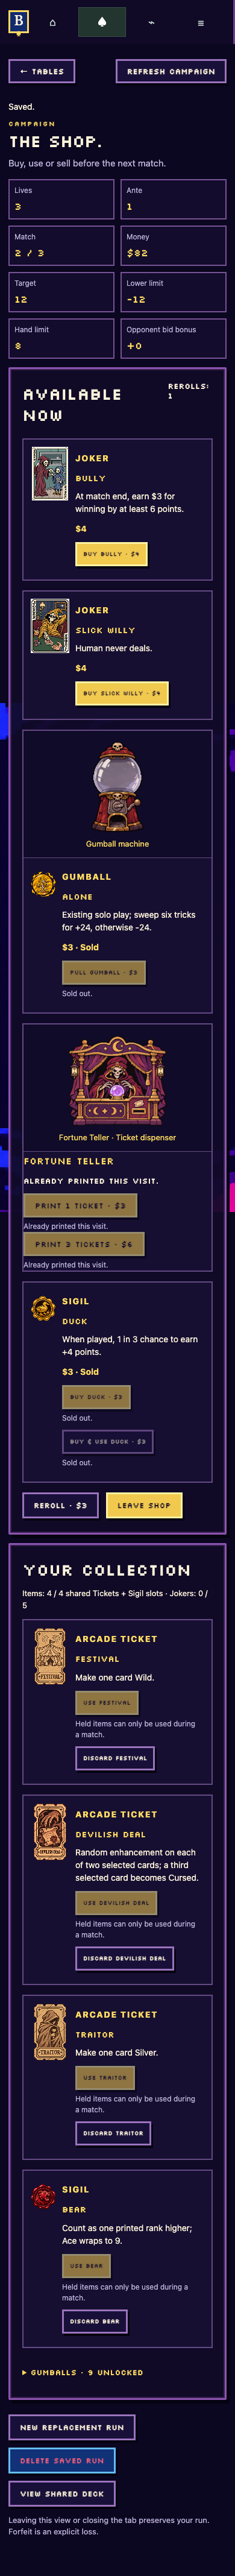 B
← TABLES
REFRESH CAMPAIGN
Saved.
CAMPAIGN
THE SHOP.
Buy, use or sell before the next match.
Lives
3
Ante
1
Match
2 / 3
Money
$82
Target
12
Lower limit
-12
Hand limit
8
Opponent bid bonus
+0
AVAILABLE
NOW
REROLLS:
1
JOKER
BULLY
At match end, earn $3 for
winning by at least 6 points.
$4
BUY BULLY · $4
JOKER
SLICK WILLY
Human never deals.
$4
BUY SLICK WILLY · $4
Gumball machine
GUMBALL
ALONE
Existing solo play; sweep six tricks
for +24, otherwise -24.
$3 · Sold
PULL GUMBALL · $3
Sold out.
Fortune Teller · Ticket dispenser
FORTUNE TELLER
ALREADY PRINTED THIS VISIT.
PRINT 1 TICKET · $3
Already printed this visit.
PRINT 3 TICKETS · $6
Already printed this visit.
SIGIL
DUCK
When played, 1 in 3 chance to earn
+4 points.
$3 · Sold
BUY DUCK · $3
Sold out.
BUY & USE DUCK · $3
Sold out.
REROLL · $3
LEAVE SHOP
YOUR COLLECTION
Items: 4 / 4 shared Tickets + Sigil slots · Jokers: 0 /
5
FESTIVAL
ARCADE TICKET
FESTIVAL
Make one card Wild.
USE FESTIVAL
Held items can only be used during
a match.
DISCARD FESTIVAL
ARCADE TICKET
DEVILISH DEAL
Random enhancement on each
of two selected cards; a third
selected card becomes Cursed.
USE DEVILISH DEAL
Held items can only be used during
a match.
DISCARD DEVILISH DEAL
TRAITOR
ARCADE TICKET
TRAITOR
Make one card Silver.
USE TRAITOR
Held items can only be used during
a match.
DISCARD TRAITOR
SIGIL
BEAR
Count as one printed rank higher;
Ace wraps to 9.
USE BEAR
Held items can only be used during a
match.
DISCARD BEAR
▶ GUMBALLS · 9 UNLOCKED
NEW REPLACEMENT RUN
DELETE SAVED RUN
VIEW SHARED DECK
Leaving this view or closing the tab preserves your run.
Forfeit is an explicit loss.